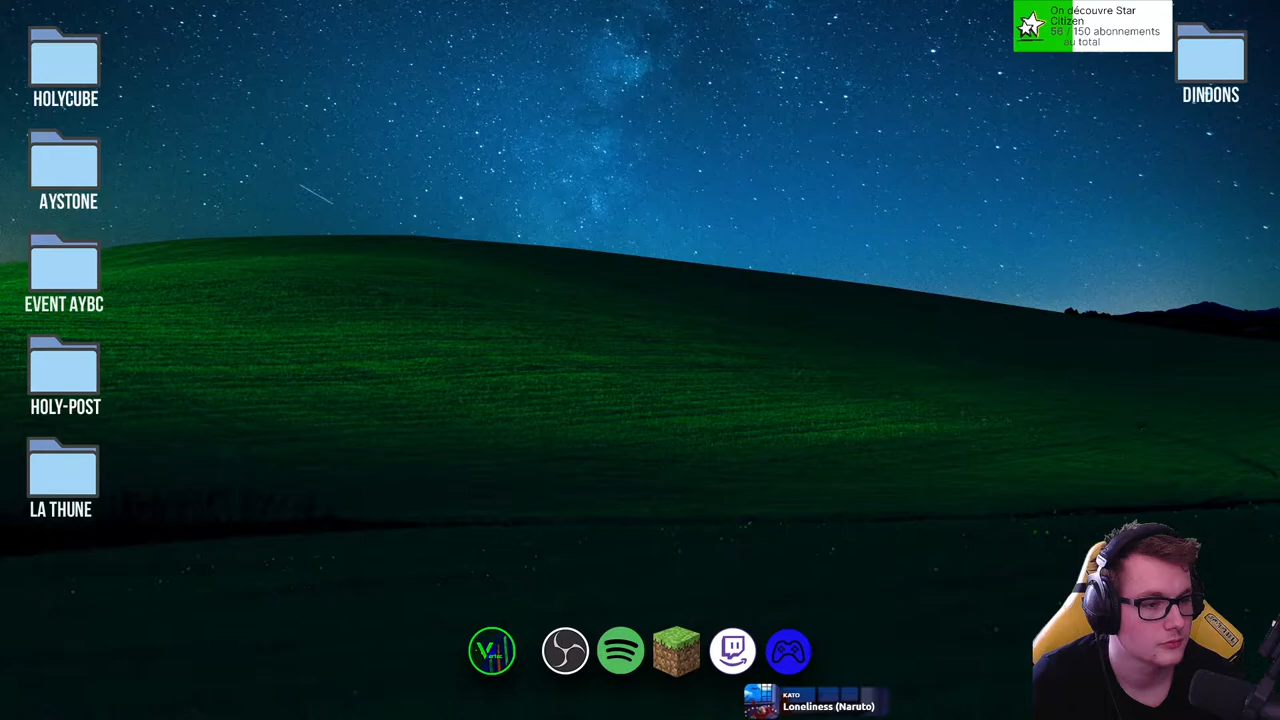 On découvre Star
Citizen
56 / 150 abonnements
au total
HOLYCUBE
DINDONS
AYSTONE
EVENT AYBC
HOLY-POST
LA THUNE
KATO
Loneliness (Naruto)